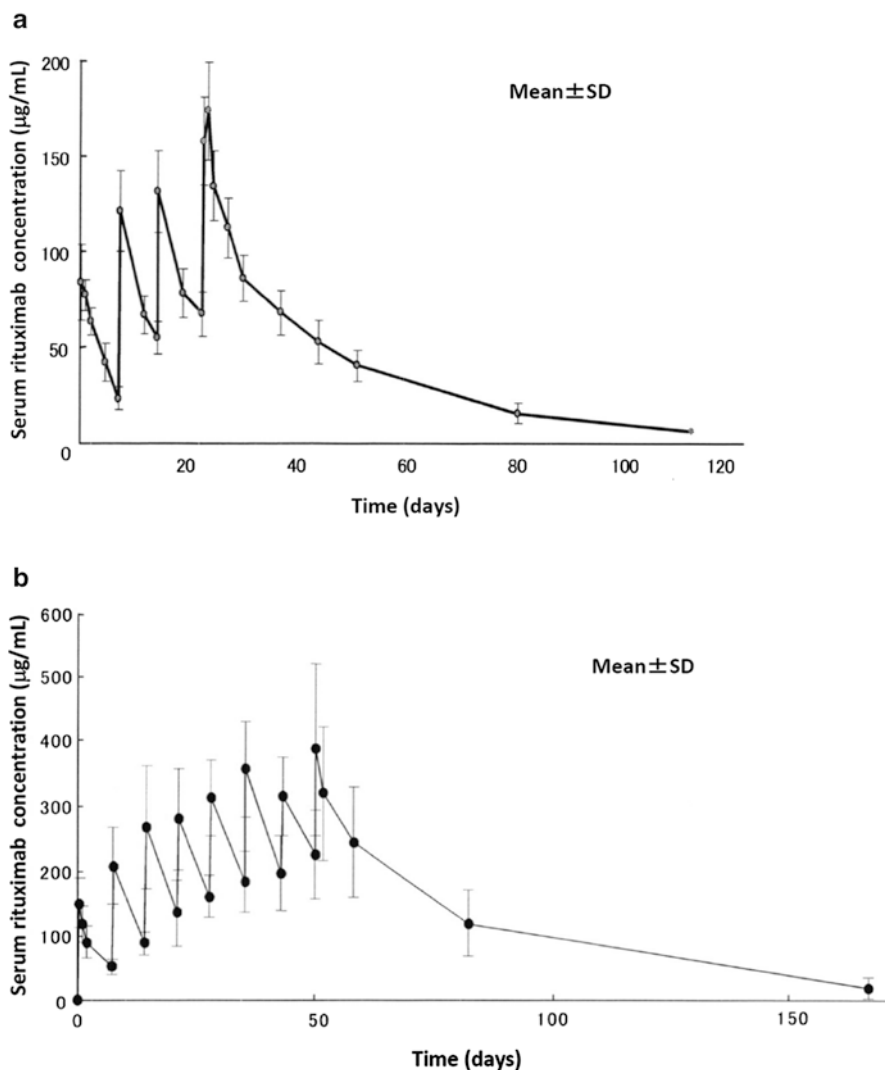 a
Serum rituximab concentration (µg/mL)
200
150
100
50
0
Mean±SD
20 40 60 80 100 120
Time (days)
b
Serum rituximab concentration (µg/mL)
600
500
400
300
200
100
0
Mean±SD
0 50 100 150
Time (days)